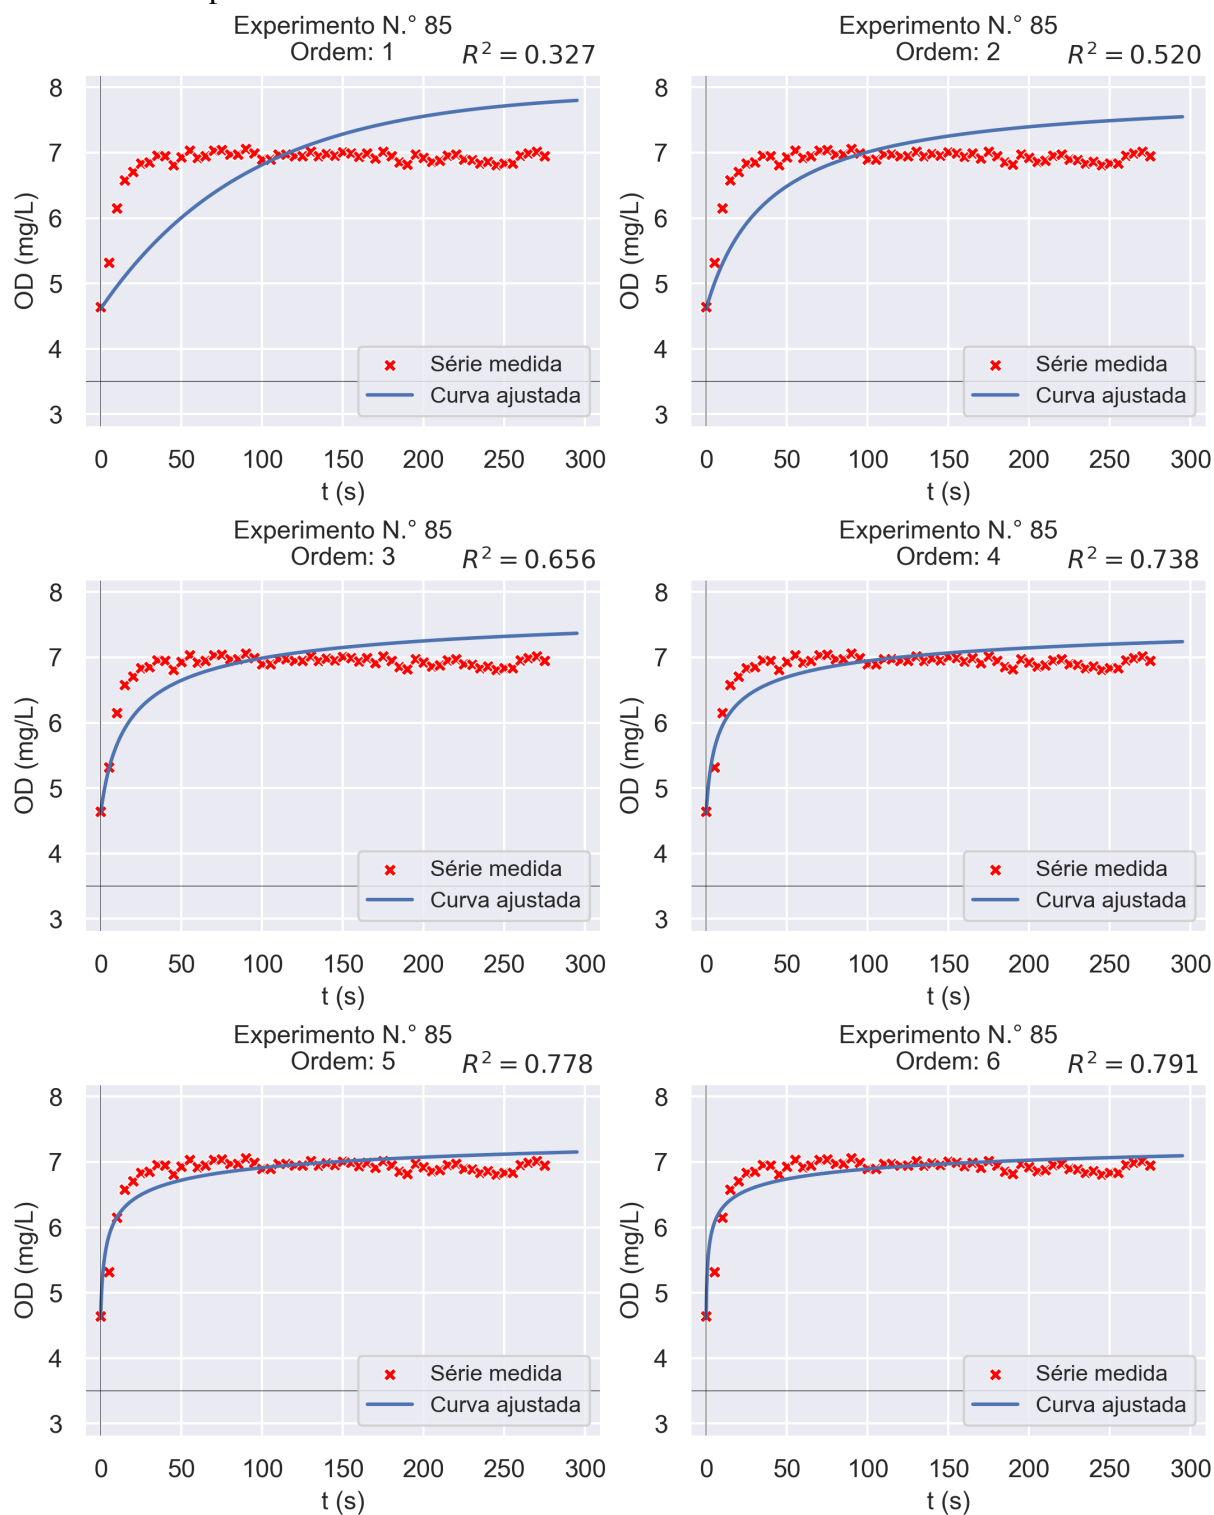 Experimento N.° 85
Ordem: 1
R² = 0.327
8
7
6
5
4
3
OD (mg/L)
Série medida
Curva ajustada
0 50 100 150 200 250 300
t (s)
Experimento N.° 85
Ordem: 2
R² = 0.520
8
7
6
5
4
3
OD (mg/L)
Série medida
Curva ajustada
0 50 100 150 200 250 300
t (s)
Experimento N.° 85
Ordem: 3
R² = 0.656
8
7
6
5
4
3
OD (mg/L)
Série medida
Curva ajustada
0 50 100 150 200 250 300
t (s)
Experimento N.° 85
Ordem: 4
R² = 0.738
8
7
6
5
4
3
OD (mg/L)
Série medida
Curva ajustada
0 50 100 150 200 250 300
t (s)
Experimento N.° 85
Ordem: 5
R² = 0.778
8
7
6
5
4
3
OD (mg/L)
Série medida
Curva ajustada
0 50 100 150 200 250 300
t (s)
Experimento N.° 85
Ordem: 6
R² = 0.791
8
7
6
5
4
3
OD (mg/L)
Série medida
Curva ajustada
0 50 100 150 200 250 300
t (s)